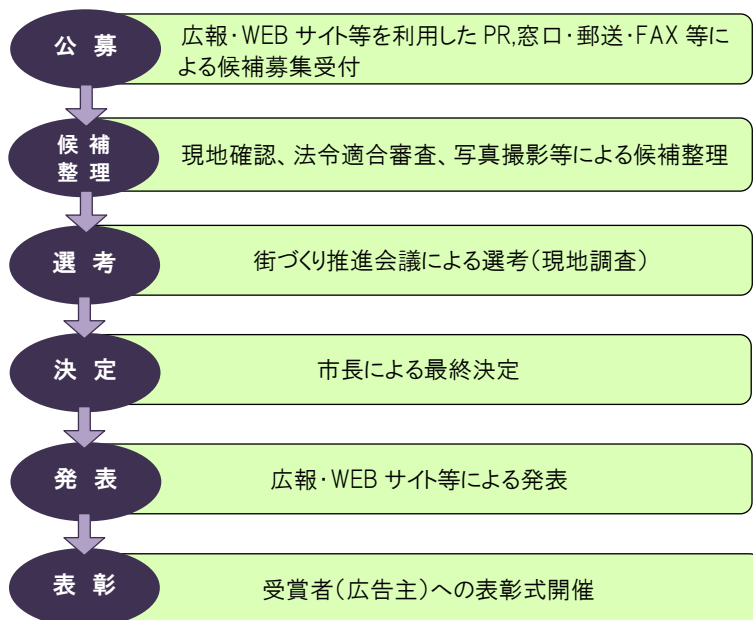 公 募
広報・WEB サイト等を利用した PR,窓口・郵送・FAX 等に
よる候補募集受付
候 補
整 理
現地確認、法令適合審査、写真撮影等による候補整理
選 考
街づくり推進会議による選考(現地調査)
決 定
市長による最終決定
発 表
広報・WEB サイト等による発表
表 彰
受賞者(広告主)への表彰式開催